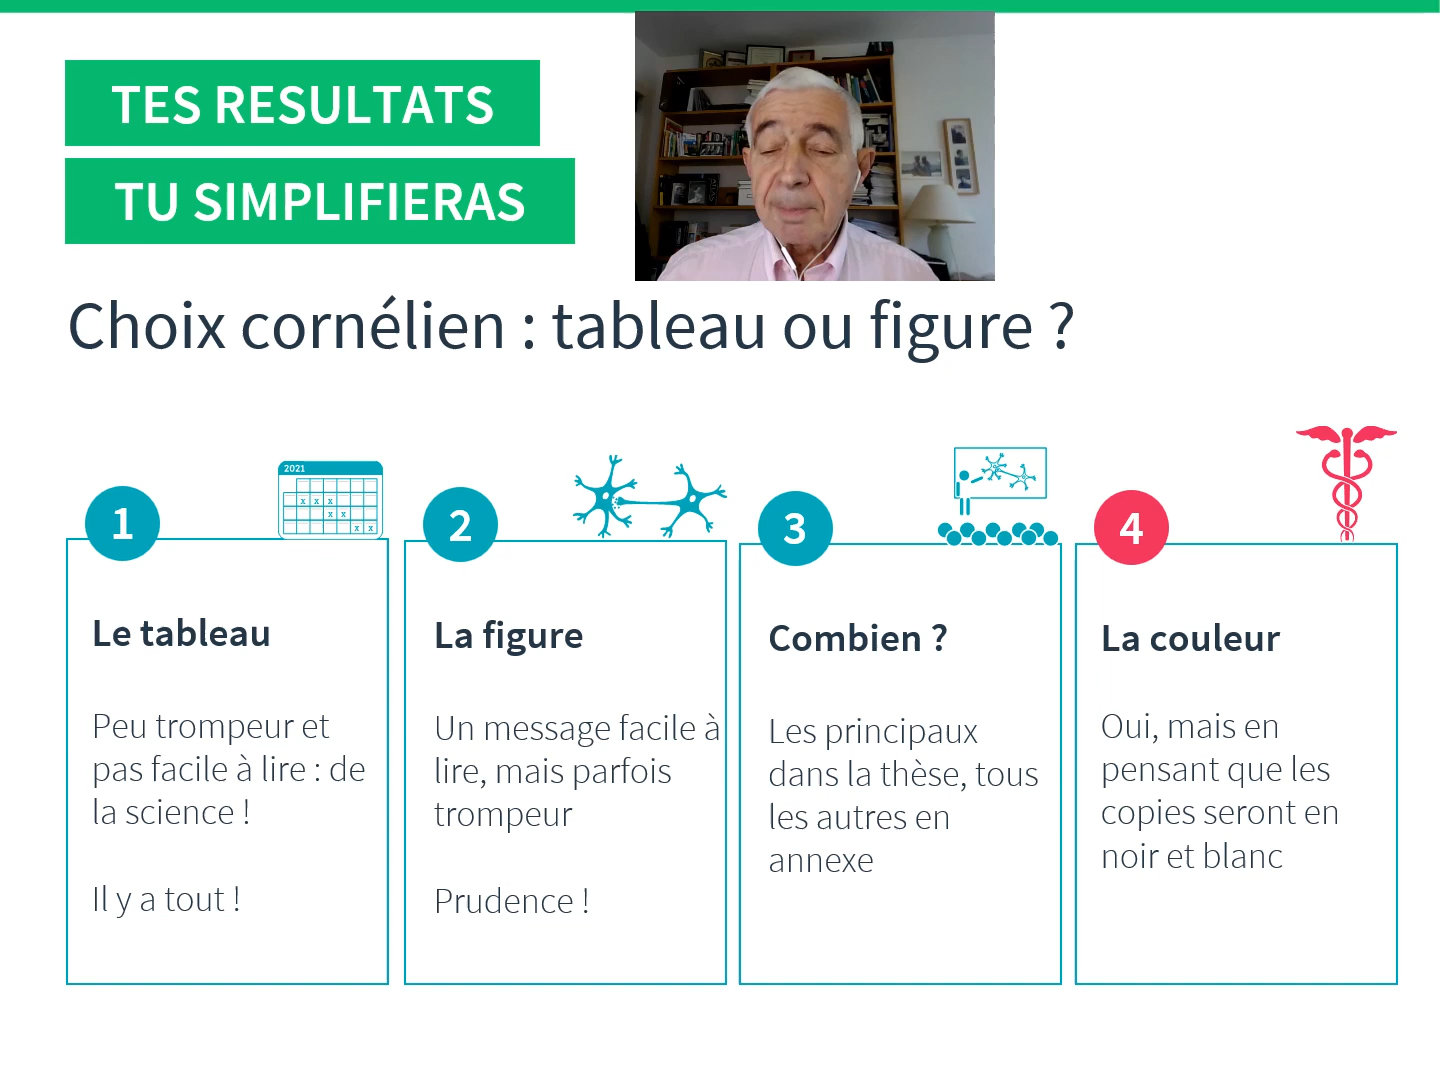 TES RESULTATS
TU SIMPLIFIERAS
Choix cornélien : tableau ou figure ?
2021
x x x
x x
x x
1
Le tableau
Peu trompeur et
pas facile à lire : de
la science !
Il y a tout !
2
La figure
Un message facile à
lire, mais parfois
trompeur
Prudence !
3
Combien ?
Les principaux
dans la thèse, tous
les autres en
annexe
4
La couleur
Oui, mais en
pensant que les
copies seront en
noir et blanc